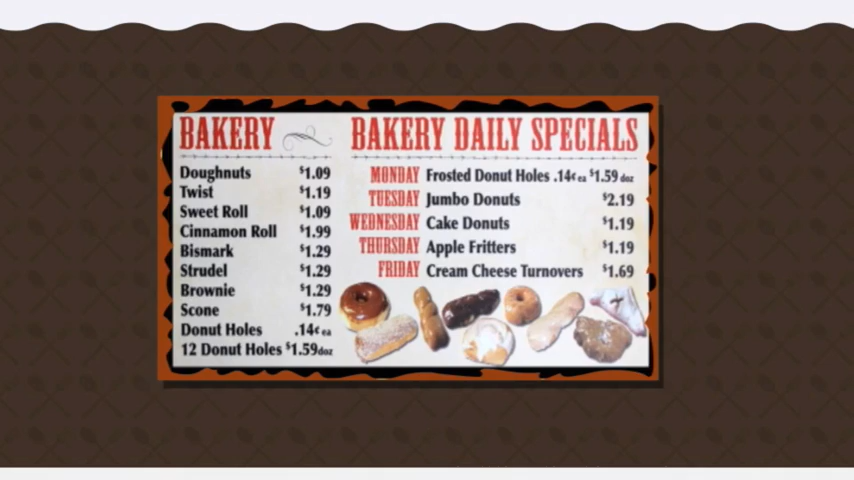 BAKERY
Doughnuts $1.09
Twist $1.19
Sweet Roll $1.09
Cinnamon Roll $1.99
Bismark $1.29
Strudel $1.29
Brownie $1.29
Scone $1.79
Donut Holes .14¢ ea
12 Donut Holes $1.59 doz
BAKERY DAILY SPECIALS
MONDAY Frosted Donut Holes .14¢ ea $1.59 doz
TUESDAY Jumbo Donuts $2.19
WEDNESDAY Cake Donuts $1.19
THURSDAY Apple Fritters $1.19
FRIDAY Cream Cheese Turnovers $1.69